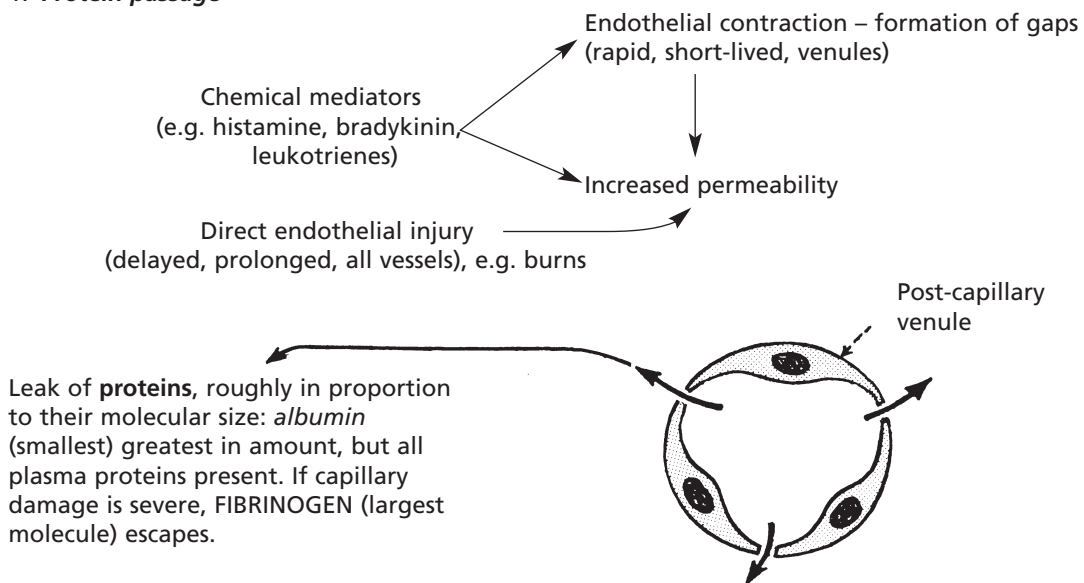 Protein passage
Endothelial contraction – formation of gaps
(rapid, short-lived, venules)
Chemical mediators
(e.g. histamine, bradykinin,
leukotrienes)
Increased permeability
Direct endothelial injury
(delayed, prolonged, all vessels), e.g. burns
Post-capillary
venule
Leak of proteins, roughly in proportion
to their molecular size: albumin
(smallest) greatest in amount, but all
plasma proteins present. If capillary
damage is severe, FIBRINOGEN (largest
molecule) escapes.